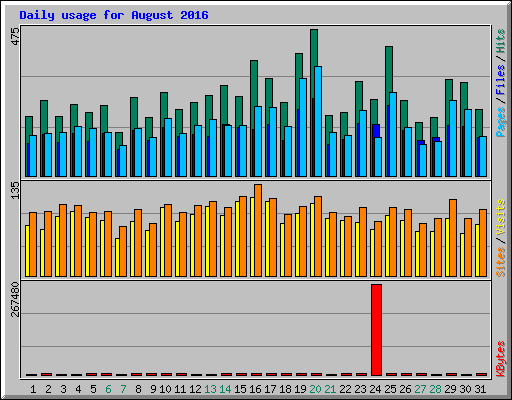 Daily usage for August 2016
475
Pages / Files / Hits
135
Sites / Visits
267480
KBytes
1 2 3 4 5 6 7 8 9 10 11 12 13 14 15 16 17 18 19 20 21 22 23 24 25 26 27 28 29 30 31